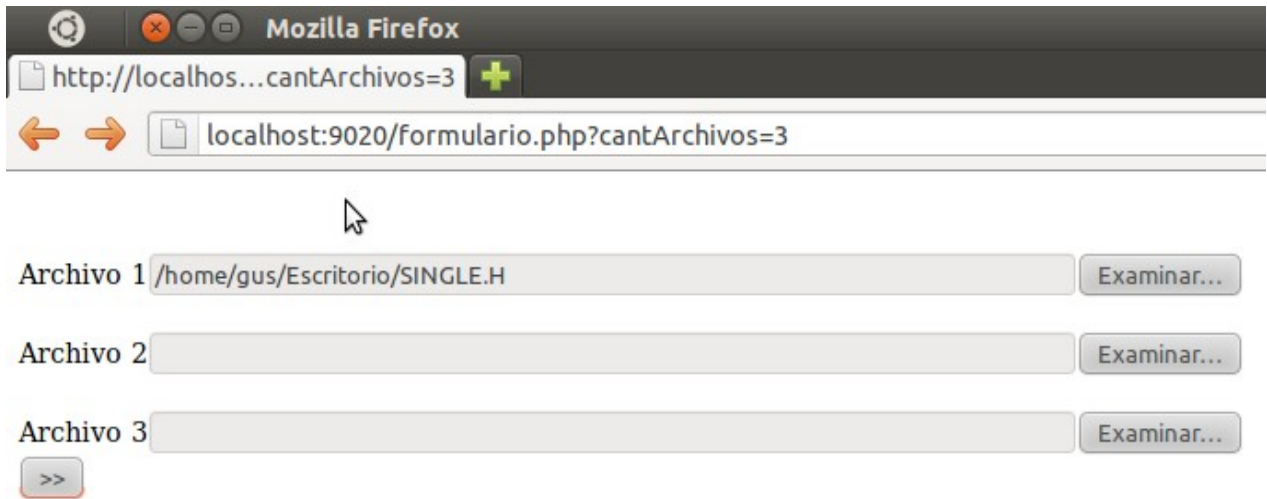 Mozilla Firefox
http://localhos...cantArchivos=3
localhost:9020/formulario.php?cantArchivos=3
Archivo 1 /home/gus/Escritorio/SINGLE.H Examinar...
Archivo 2 Examinar...
Archivo 3 Examinar...
>>